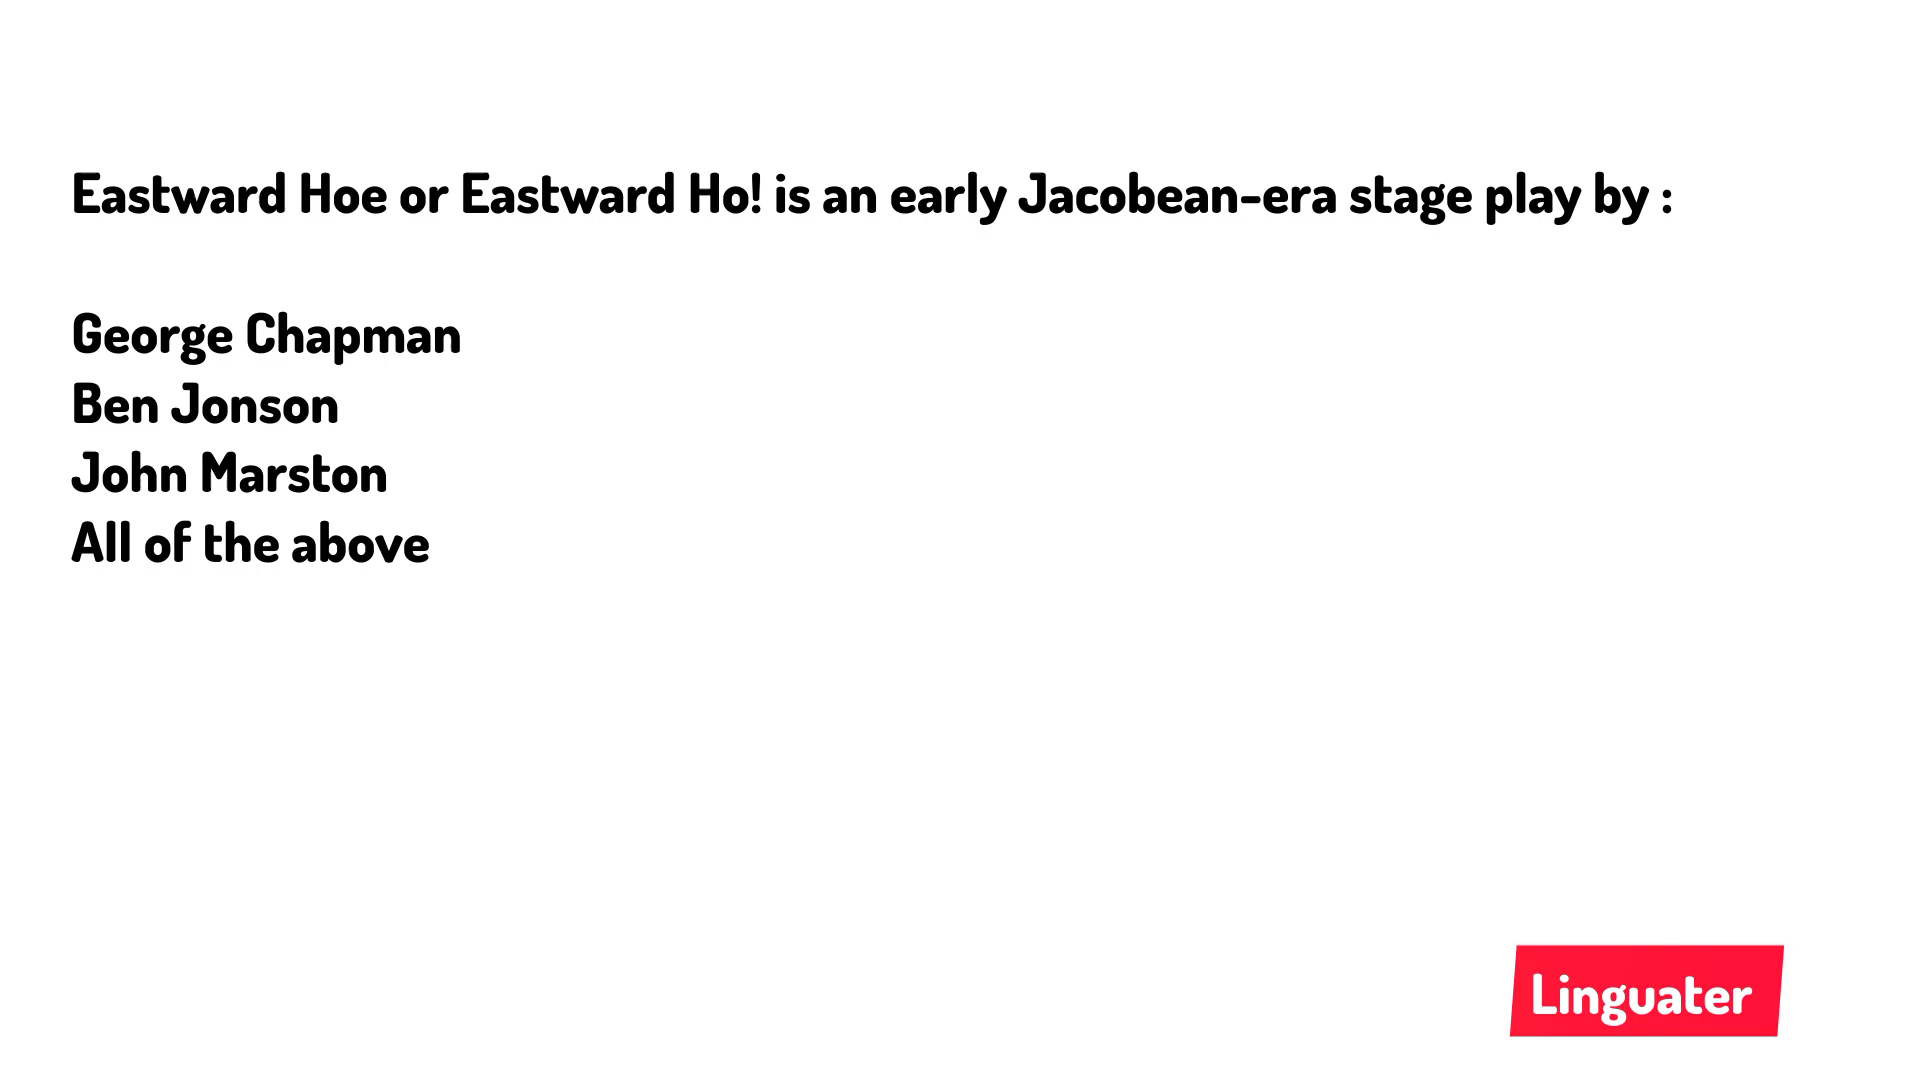 Eastward Hoe or Eastward Ho! is an early Jacobean-era stage play by :
George Chapman
Ben Jonson
John Marston
All of the above
Linguater